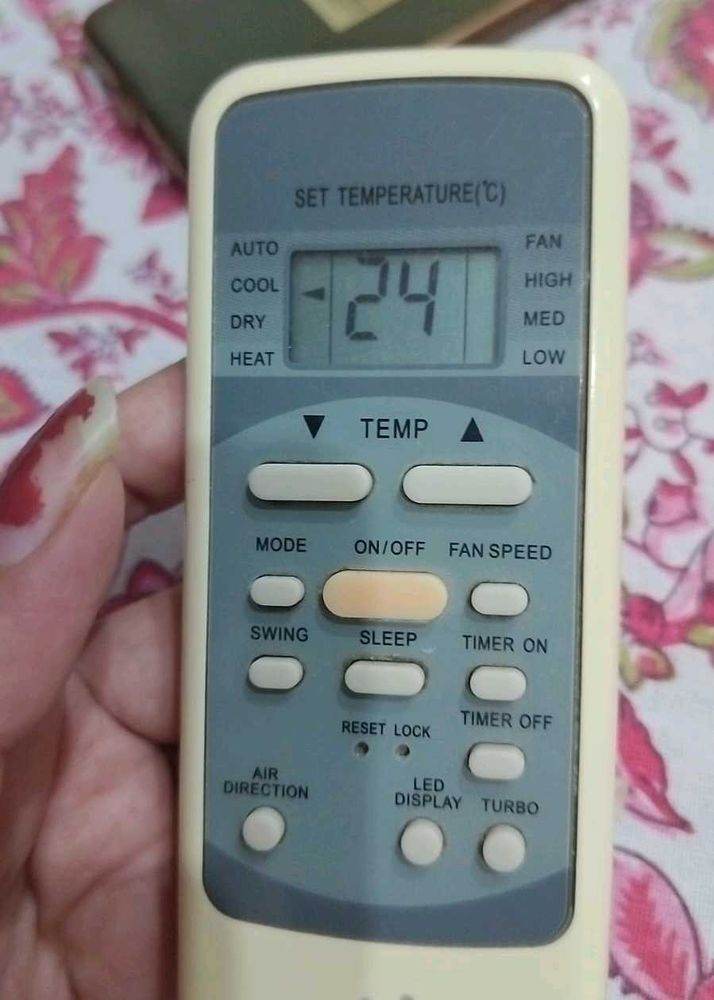 SET TEMPERATURE(℃)
AUTO
COOL
DRY
HEAT
24
FAN
HIGH
MED
LOW
▼ TEMP ▲
MODE ON/OFF FAN SPEED
SWING SLEEP TIMER ON
TIMER OFF
RESET LOCK
AIR
DIRECTION
LED
DISPLAY
TURBO